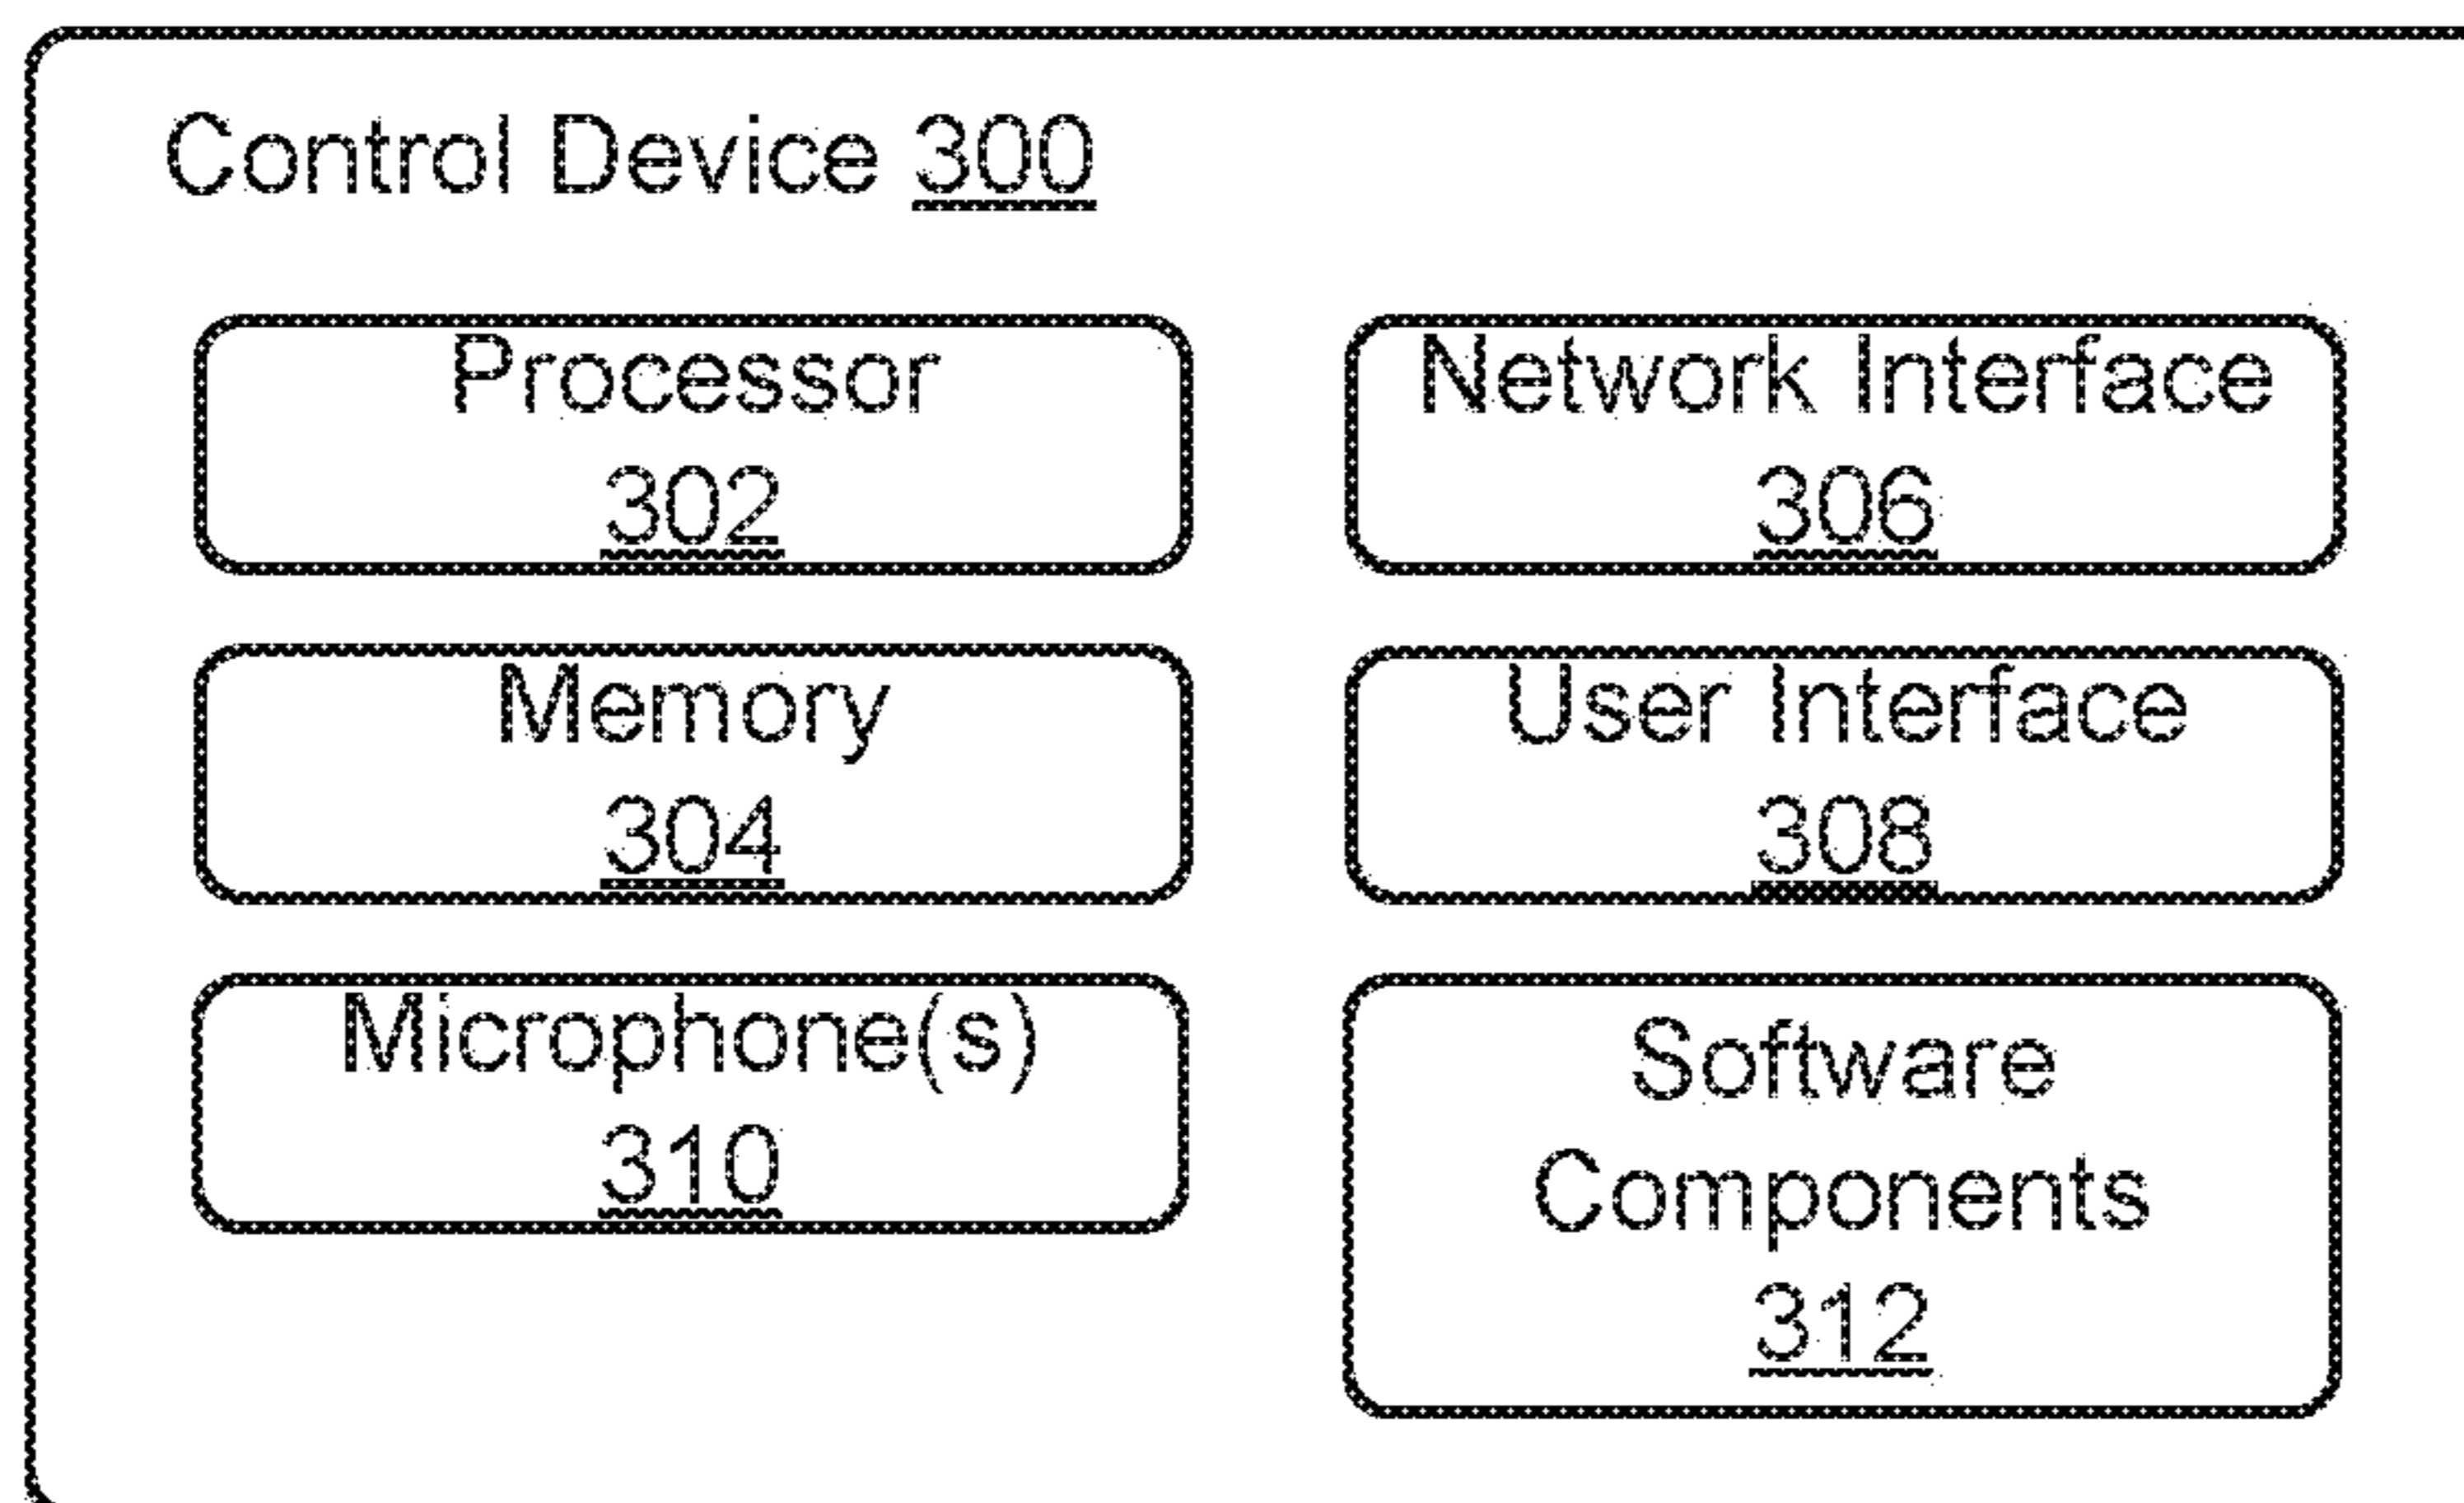 Control Device 300
Processor
302
Network Interface
306
Memory
304
User Interface
308
Microphone(s)
310
Software
Components
312